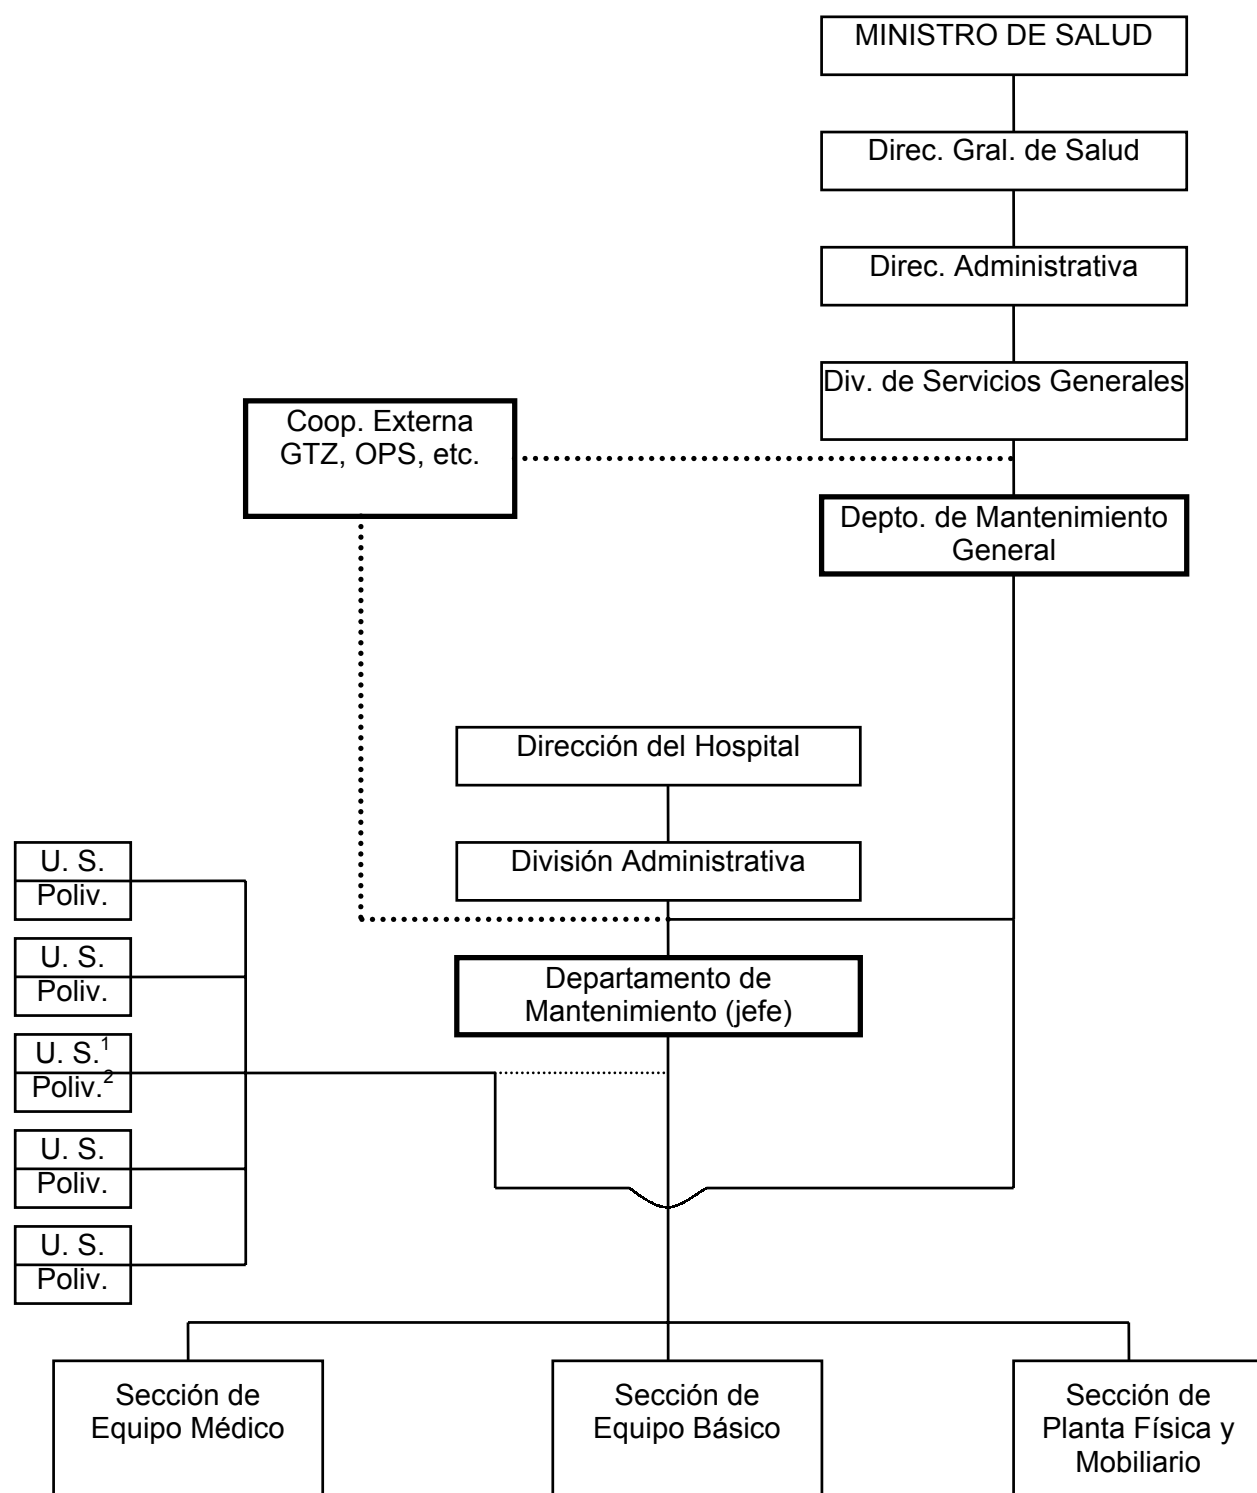 MINISTRO DE SALUD
Direc. Gral. de Salud
Direc. Administrativa
Div. de Servicios Generales
Coop. Externa
GTZ, OPS, etc.
Depto. de Mantenimiento
General
Dirección del Hospital
División Administrativa
Departamento de
Mantenimiento (jefe)
U. S.
Poliv.
U. S.
Poliv.
U. S.¹
Poliv.²
U. S.
Poliv.
U. S.
Poliv.
Sección de
Equipo Médico
Sección de
Equipo Básico
Sección de
Planta Física y
Mobiliario